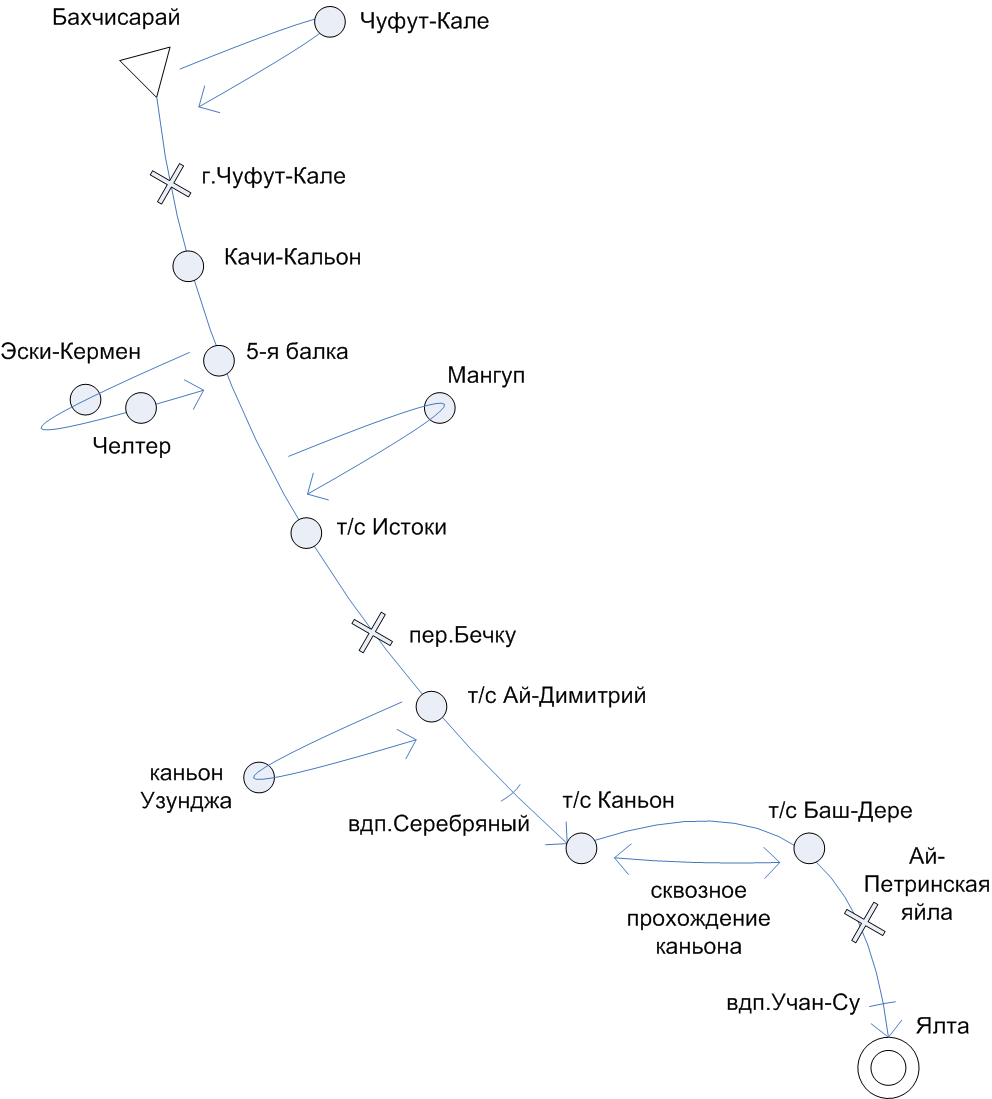 Бахчисарай
Чуфут-Кале
г.Чуфут-Кале
Качи-Кальон
Эски-Кермен
5-я балка
Мангуп
Челтер
т/с Истоки
пер.Бечку
т/с Ай-Димитрий
каньон
Узунджа
т/с Каньон
вдп.Серебряный
т/с Баш-Дере
Ай-
Петринская
яйла
сквозное
прохождение
каньона
вдп.Учан-Су
Ялта